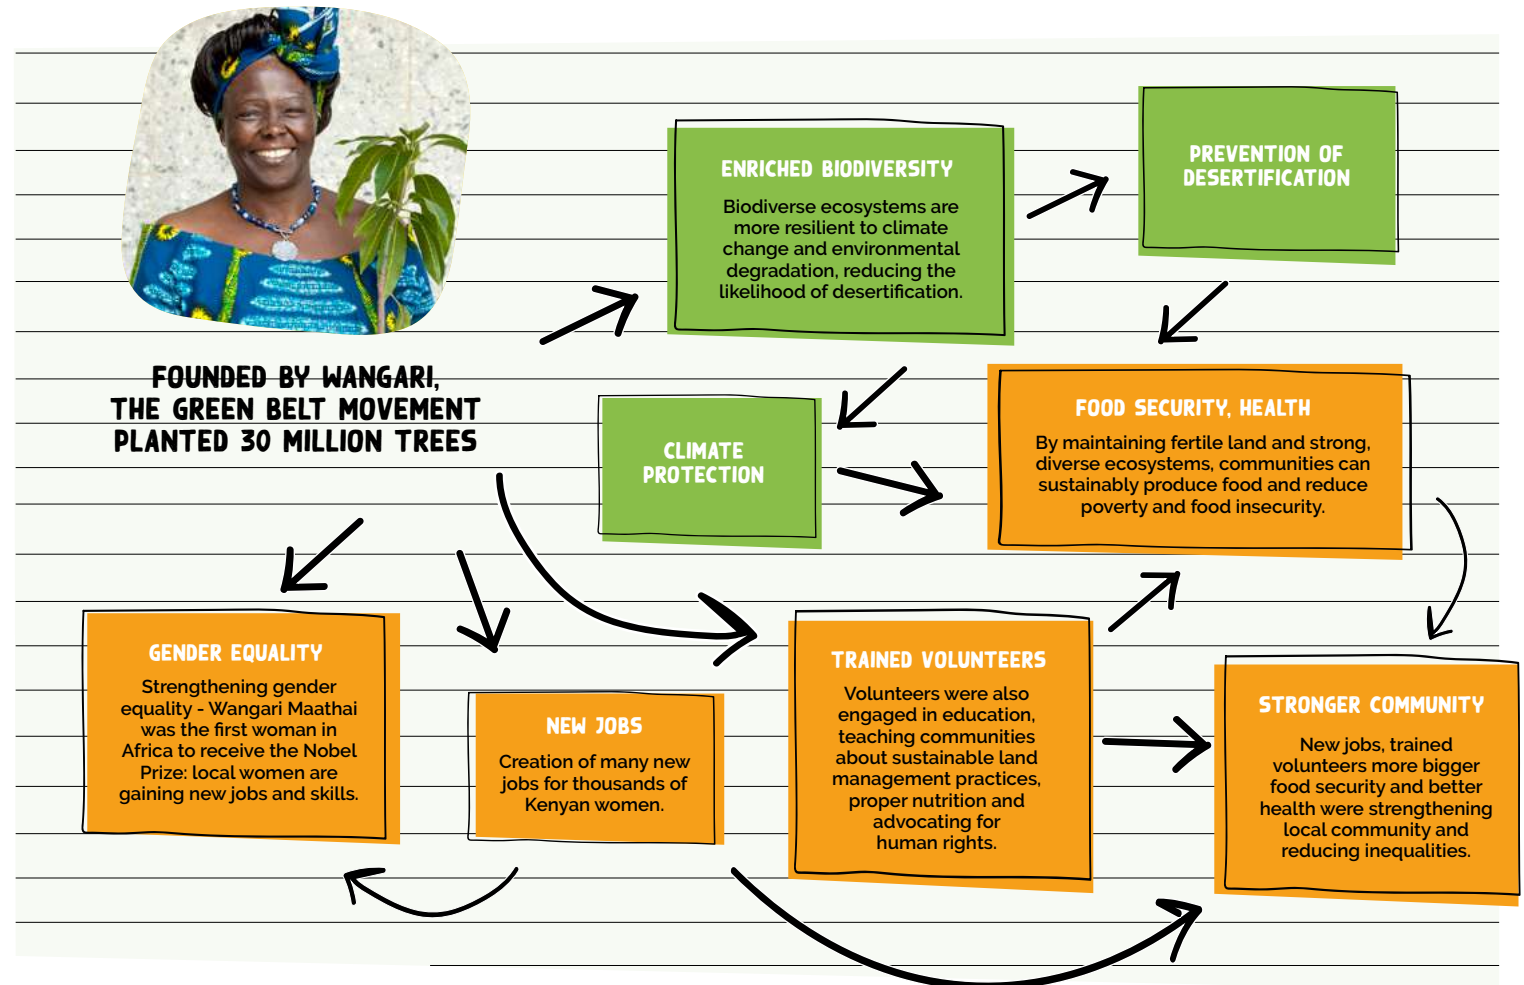 FOUNDED BY WANGARI,
THE GREEN BELT MOVEMENT
PLANTED 30 MILLION TREES
ENRICHED BIODIVERSITY
Biodiverse ecosystems are
more resilient to climate
change and environmental
degradation, reducing the
likelihood of desertification.
PREVENTION OF
DESERTIFICATION
CLIMATE
PROTECTION
FOOD SECURITY, HEALTH
By maintaining fertile land and strong,
diverse ecosystems, communities can
sustainably produce food and reduce
poverty and food insecurity.
GENDER EQUALITY
Strengthening gender
equality - Wangari Maathai
was the first woman in
Africa to receive the Nobel
Prize: local women are
gaining new jobs and skills.
NEW JOBS
Creation of many new
jobs for thousands of
Kenyan women.
TRAINED VOLUNTEERS
Volunteers were also
engaged in education,
teaching communities
about sustainable land
management practices,
proper nutrition and
advocating for
human rights.
STRONGER COMMUNITY
New jobs, trained
volunteers more bigger
food security and better
health were strengthening
local community and
reducing inequalities.